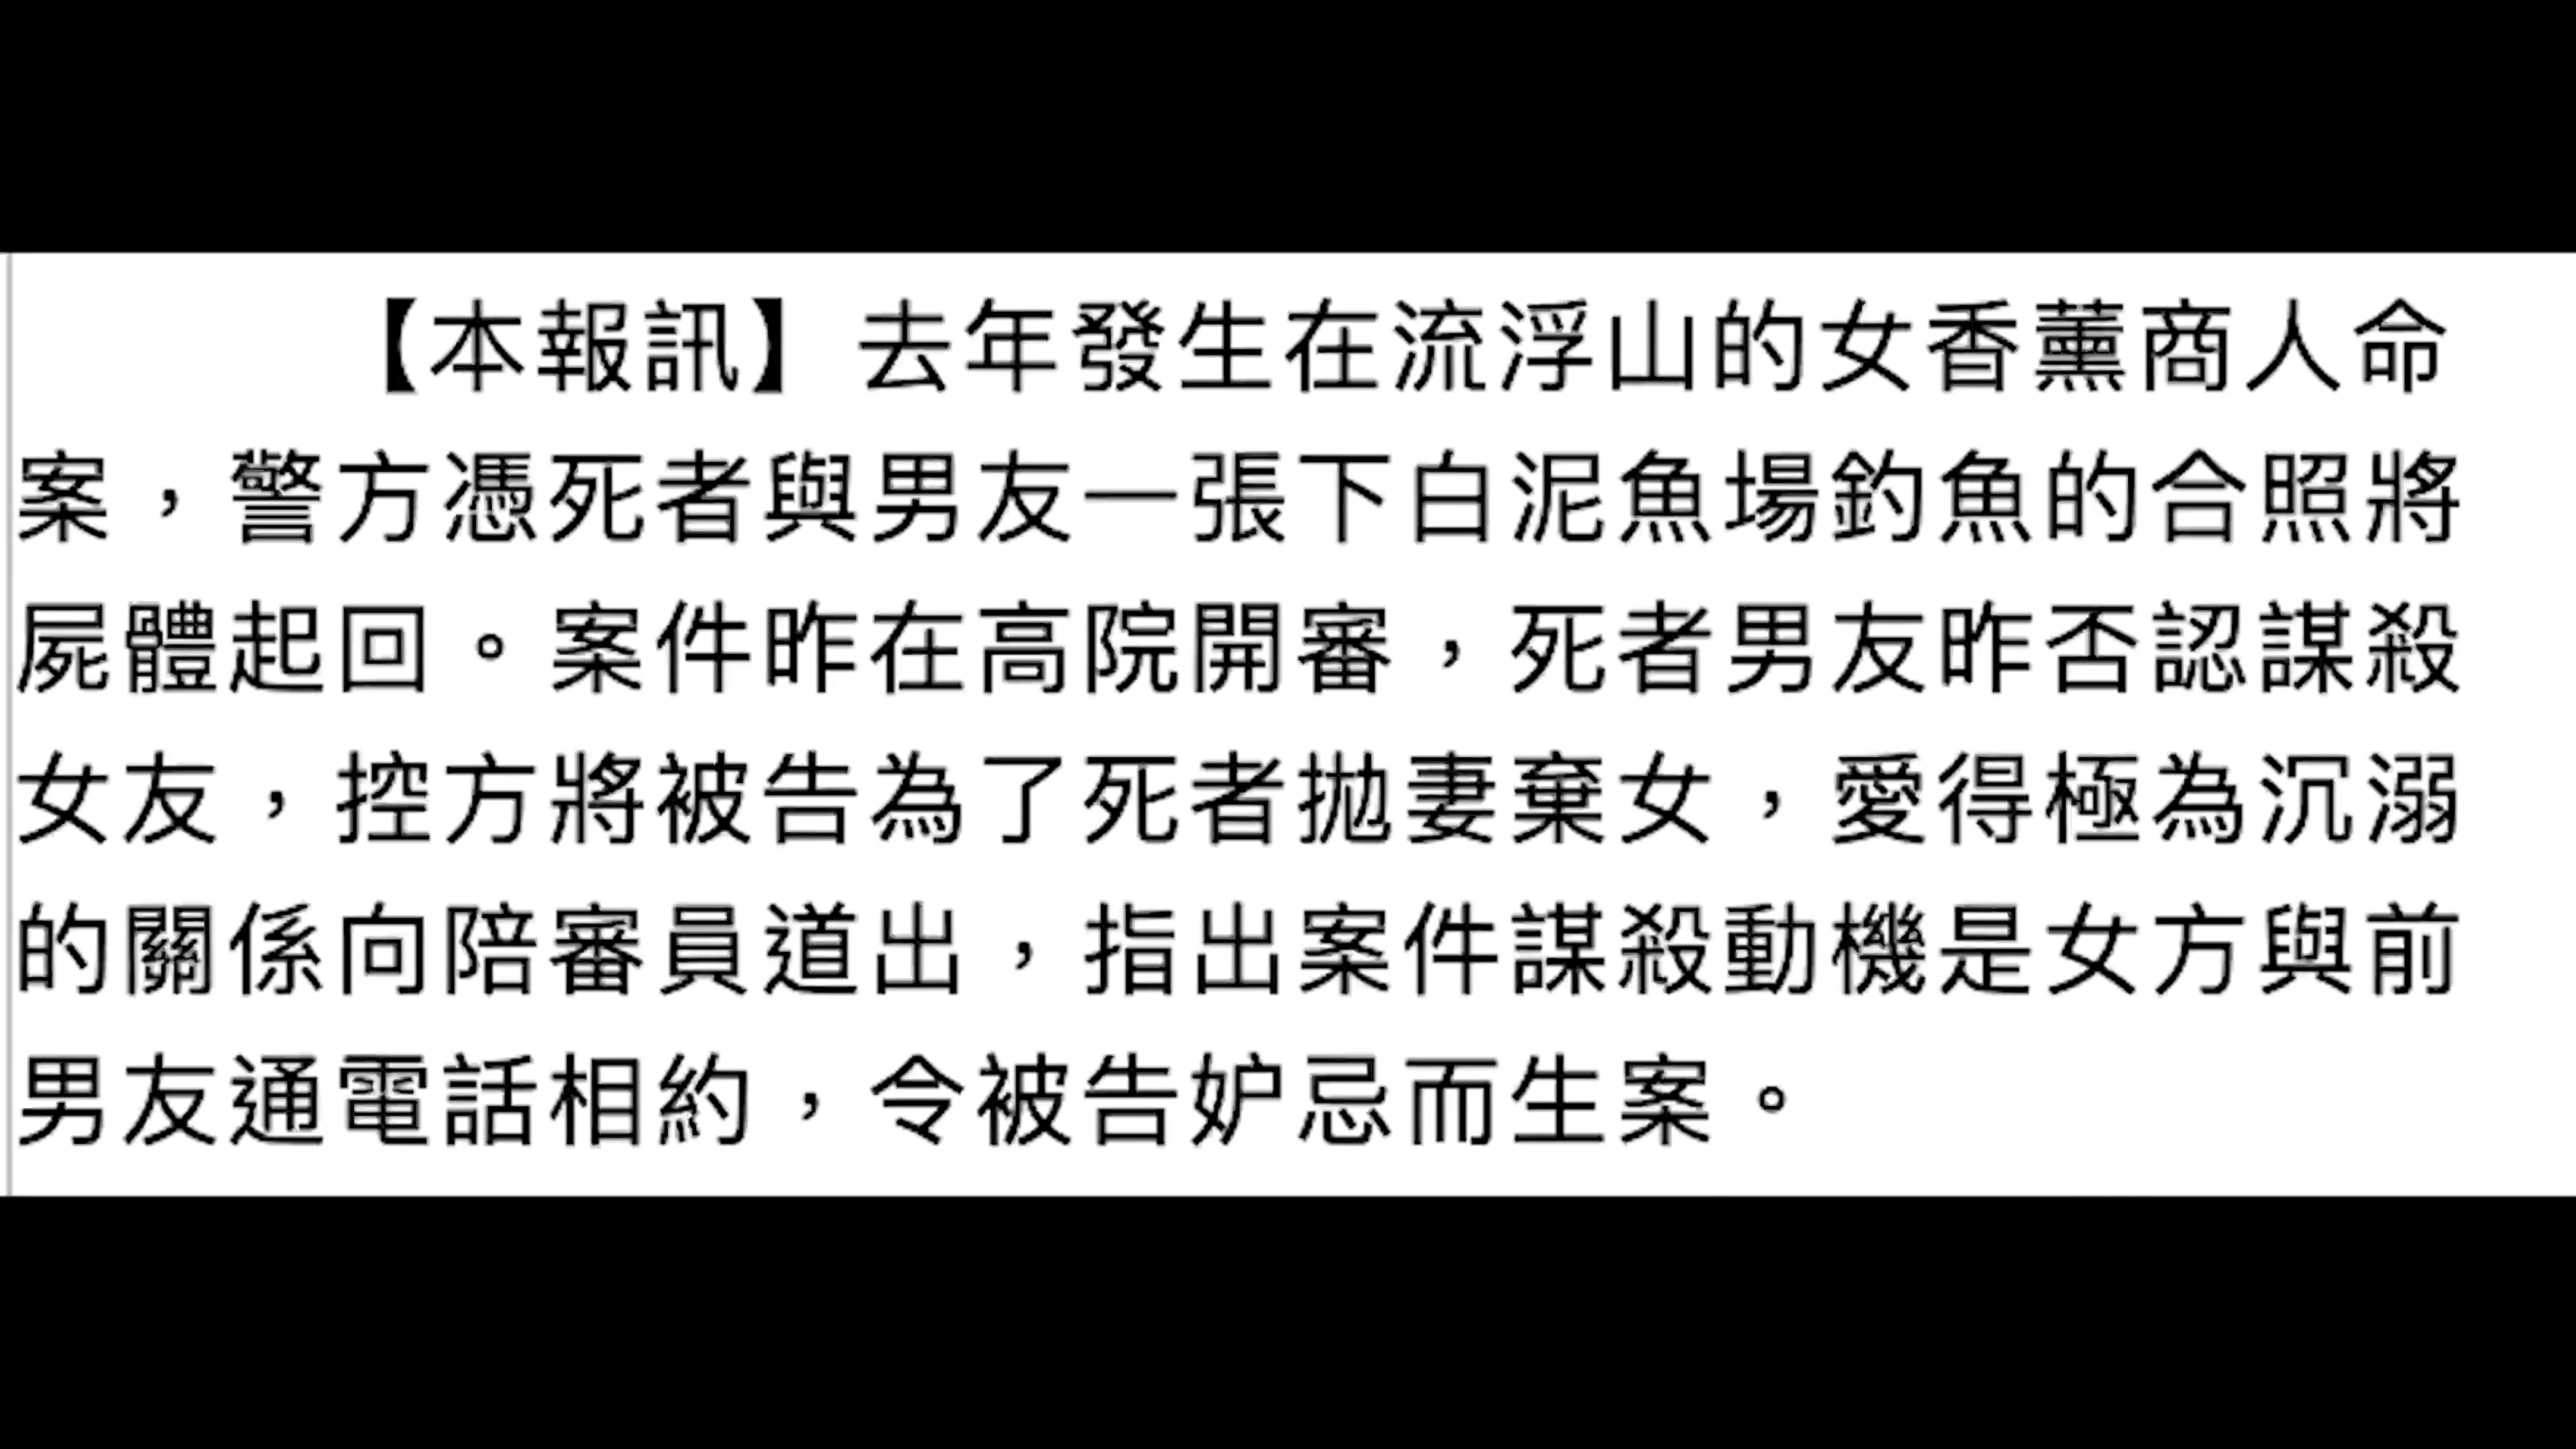 【本報訊】去年發生在流浮山的女香薰商人命
案，警方憑死者與男友一張下白泥魚場釣魚的合照將
屍體起回。案件昨在高院開審，死者男友昨否認謀殺
女友，控方將被告為了死者拋妻棄女，愛得極為沉溺
的關係向陪審員道出，指出案件謀殺動機是女方與前
男友通電話相約，令被告妒忌而生案。